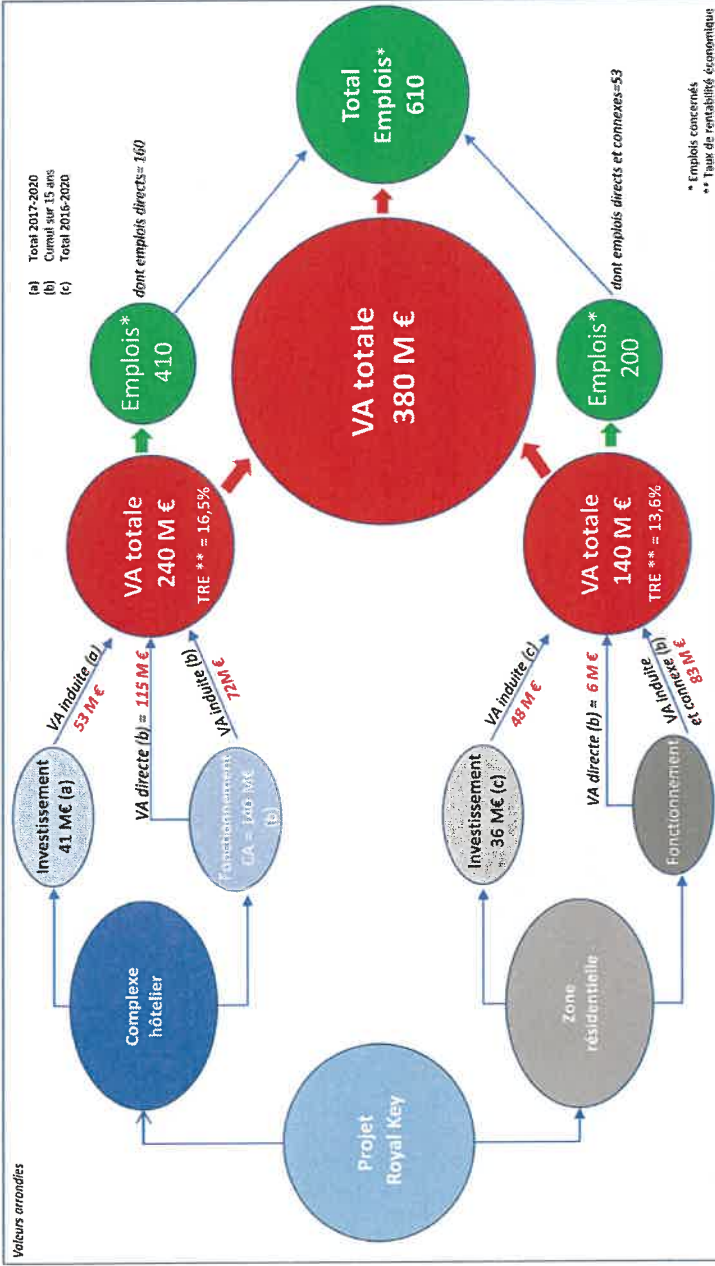 Valeurs arrondies
(a) Total 2017-2020
(b) Cumul sur 15 ans
(c) Total 2016-2020
Projet
Royal Key
Complexe
hôtelier
Investissement
41 M€ (a)
Fonctionnement
CA = 148 M€
(b)
VA induite (a)
53 M €
VA directe (b) = 115 M €
VA induite (b)
72M €
VA totale
240 M €
TRE ** = 16,5%
Emplois*
410
dont emplois directs= 160
Zone
résidentielle
Investissement
36 M€ (c)
Fonctionnement
VA induite (c)
48 M €
VA directe (b) = 6 M €
VA induite
et connexe (b)
83 M €
VA totale
140 M €
TRE ** = 13,6%
Emplois*
200
dont emplois directs et connexes=53
VA totale
380 M €
Total
Emplois*
610
* Emplois concernés
** Taux de rentabilité économique